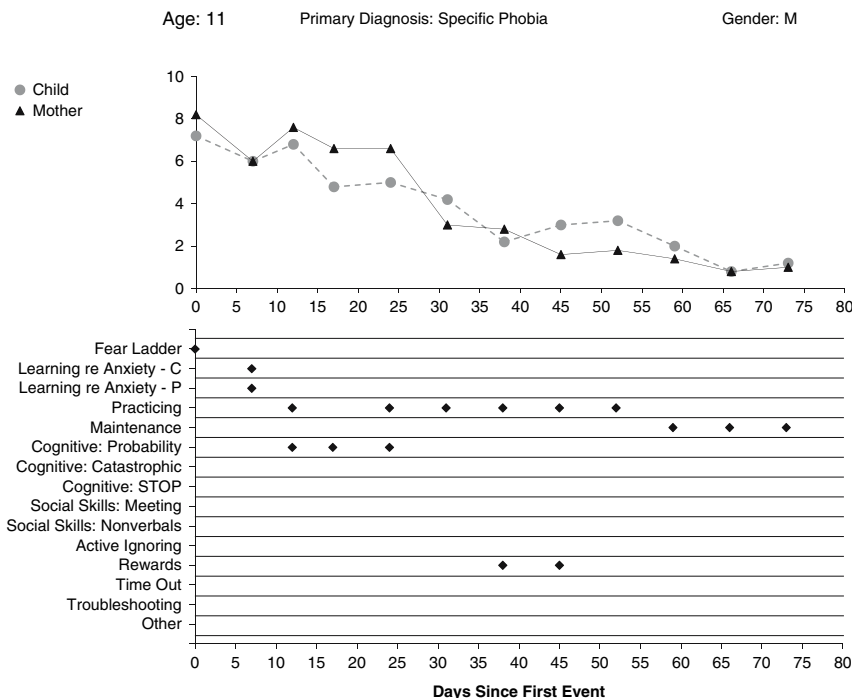 Age: 11 Primary Diagnosis: Specific Phobia Gender: M
Child
Mother
10
8
6
4
2
0
0 5 10 15 20 25 30 35 40 45 50 55 60 65 70 75 80
Fear Ladder
Learning re Anxiety - C
Learning re Anxiety - P
Practicing
Maintenance
Cognitive: Probability
Cognitive: Catastrophic
Cognitive: STOP
Social Skills: Meeting
Social Skills: Nonverbals
Active Ignoring
Rewards
Time Out
Troubleshooting
Other
0 5 10 15 20 25 30 35 40 45 50 55 60 65 70 75 80
Days Since First Event